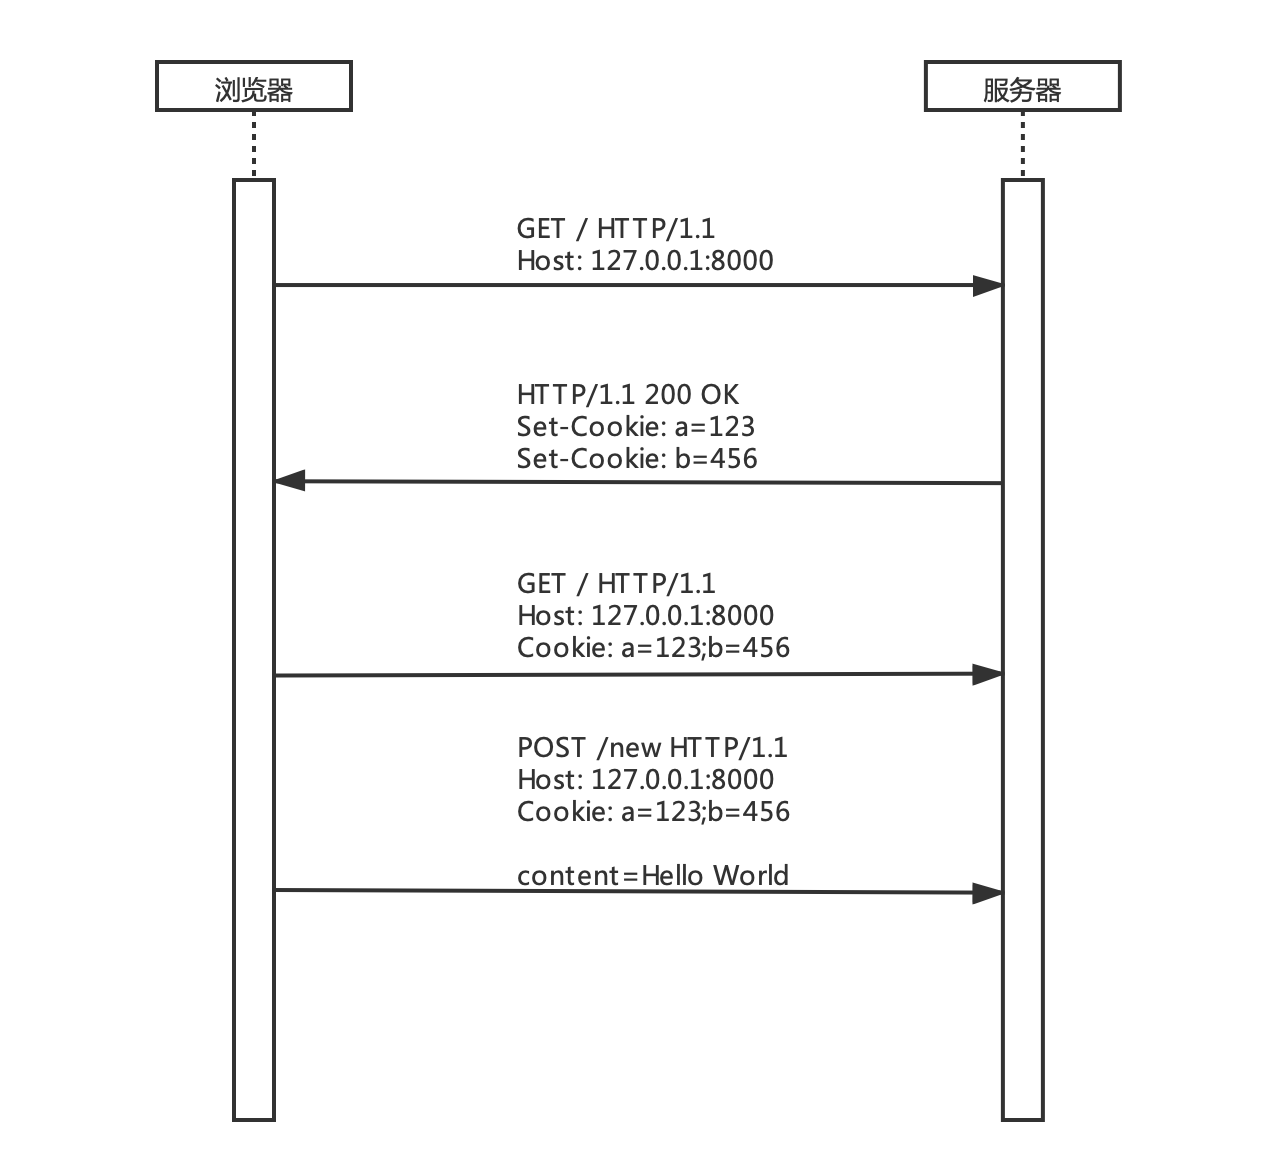 浏览器
服务器
GET / HTTP/1.1
Host: 127.0.0.1:8000
HTTP/1.1 200 OK
Set-Cookie: a=123
Set-Cookie: b=456
GET / HTTP/1.1
Host: 127.0.0.1:8000
Cookie: a=123;b=456
POST /new HTTP/1.1
Host: 127.0.0.1:8000
Cookie: a=123;b=456
content=Hello World